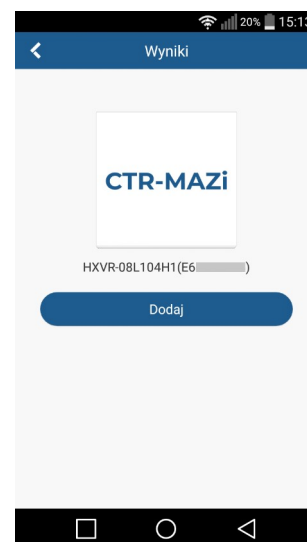 20% 15:13
Wyniki
CTR-MAZi
HXVR-08L104H1(E6 )
Dodaj